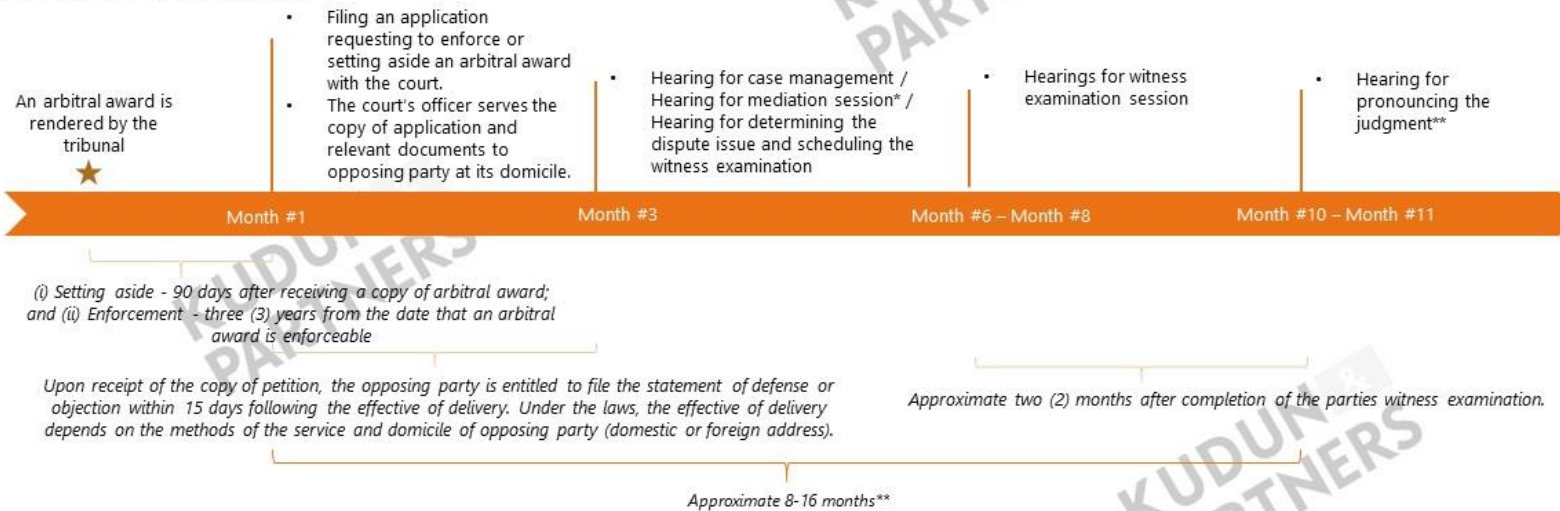 An arbitral award is
rendered by the
tribunal
• Filing an application
requesting to enforce or
setting aside an arbitral award
with the court.
• The court's officer serves the
copy of application and
relevant documents to
opposing party at its domicile.
• Hearing for case management /
Hearing for mediation session* /
Hearing for determining the
dispute issue and scheduling the
witness examination
• Hearings for witness
examination session
• Hearing for
pronouncing the
judgment**
Month #1
Month #3
Month #6 – Month #8
Month #10 – Month #11
(i) Setting aside - 90 days after receiving a copy of arbitral award;
and (ii) Enforcement - three (3) years from the date that an arbitral
award is enforceable
Upon receipt of the copy of petition, the opposing party is entitled to file the statement of defense or
objection within 15 days following the effective of delivery. Under the laws, the effective of delivery
depends on the methods of the service and domicile of opposing party (domestic or foreign address).
Approximate two (2) months after completion of the parties witness examination.
Approximate 8-16 months**
KUDUN
PARTNERS
KUDUN &
PARTNERS